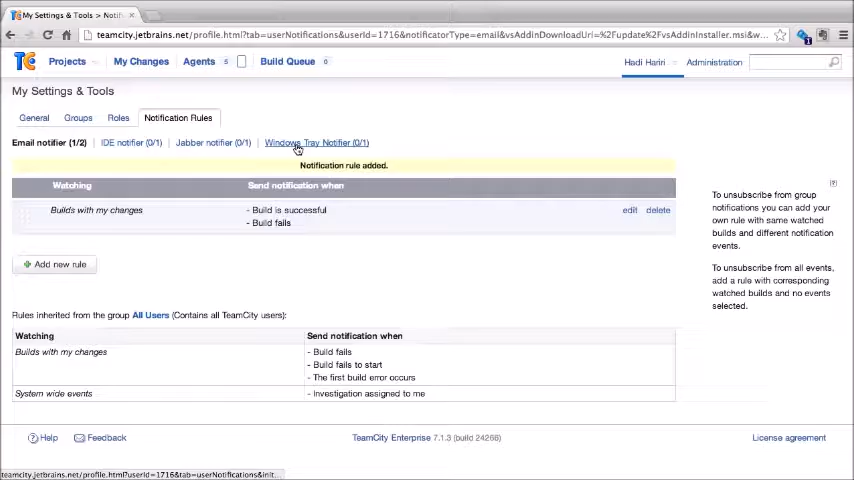 My Settings & Tools > Notifi
teamcity.jetbrains.net/profile.html?tab=userNotifications&userId=1716&notificatorType=email&vsAddinDownloadUrl=%2Fupdate%2FvsAddinInstaller.msi&w...
Projects My Changes Agents 5 Build Queue 0 Hadi Hariri Administration
My Settings & Tools
General Groups Roles Notification Rules
Email notifier (1/2) IDE notifier (0/1) Jabber notifier (0/1) Windows Tray Notifier (0/1)
Notification rule added.
Watching Send notification when
Builds with my changes - Build is successful edit delete
- Build fails
Add new rule
To unsubscribe from group
notifications you can add your
own rule with same watched
builds and different notification
events.
To unsubscribe from all events,
add a rule with corresponding
watched builds and no events
selected.
Rules inherited from the group All Users (Contains all TeamCity users):
Watching Send notification when
Builds with my changes - Build fails
- Build fails to start
- The first build error occurs
System wide events - Investigation assigned to me
Help Feedback TeamCity Enterprise 7.1.3 (build 24266) License agreement
teamcity.jetbrains.net/profile.html?userId=1716&tab=userNotifications&init...